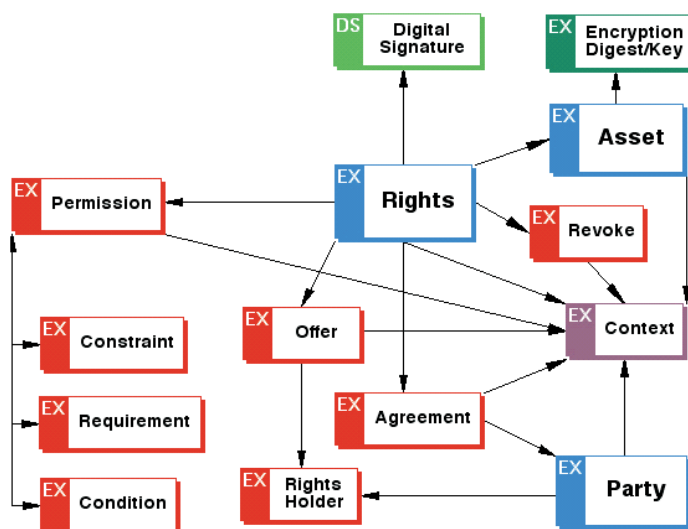 DS
Digital
Signature
EX
Encryption
Digest/Key
EX
Asset
EX
Rights
EX
Permission
EX
Revoke
EX
Offer
EX
Context
EX
Constraint
EX
Agreement
EX
Requirement
EX
Party
EX
Rights
Holder
EX
Condition